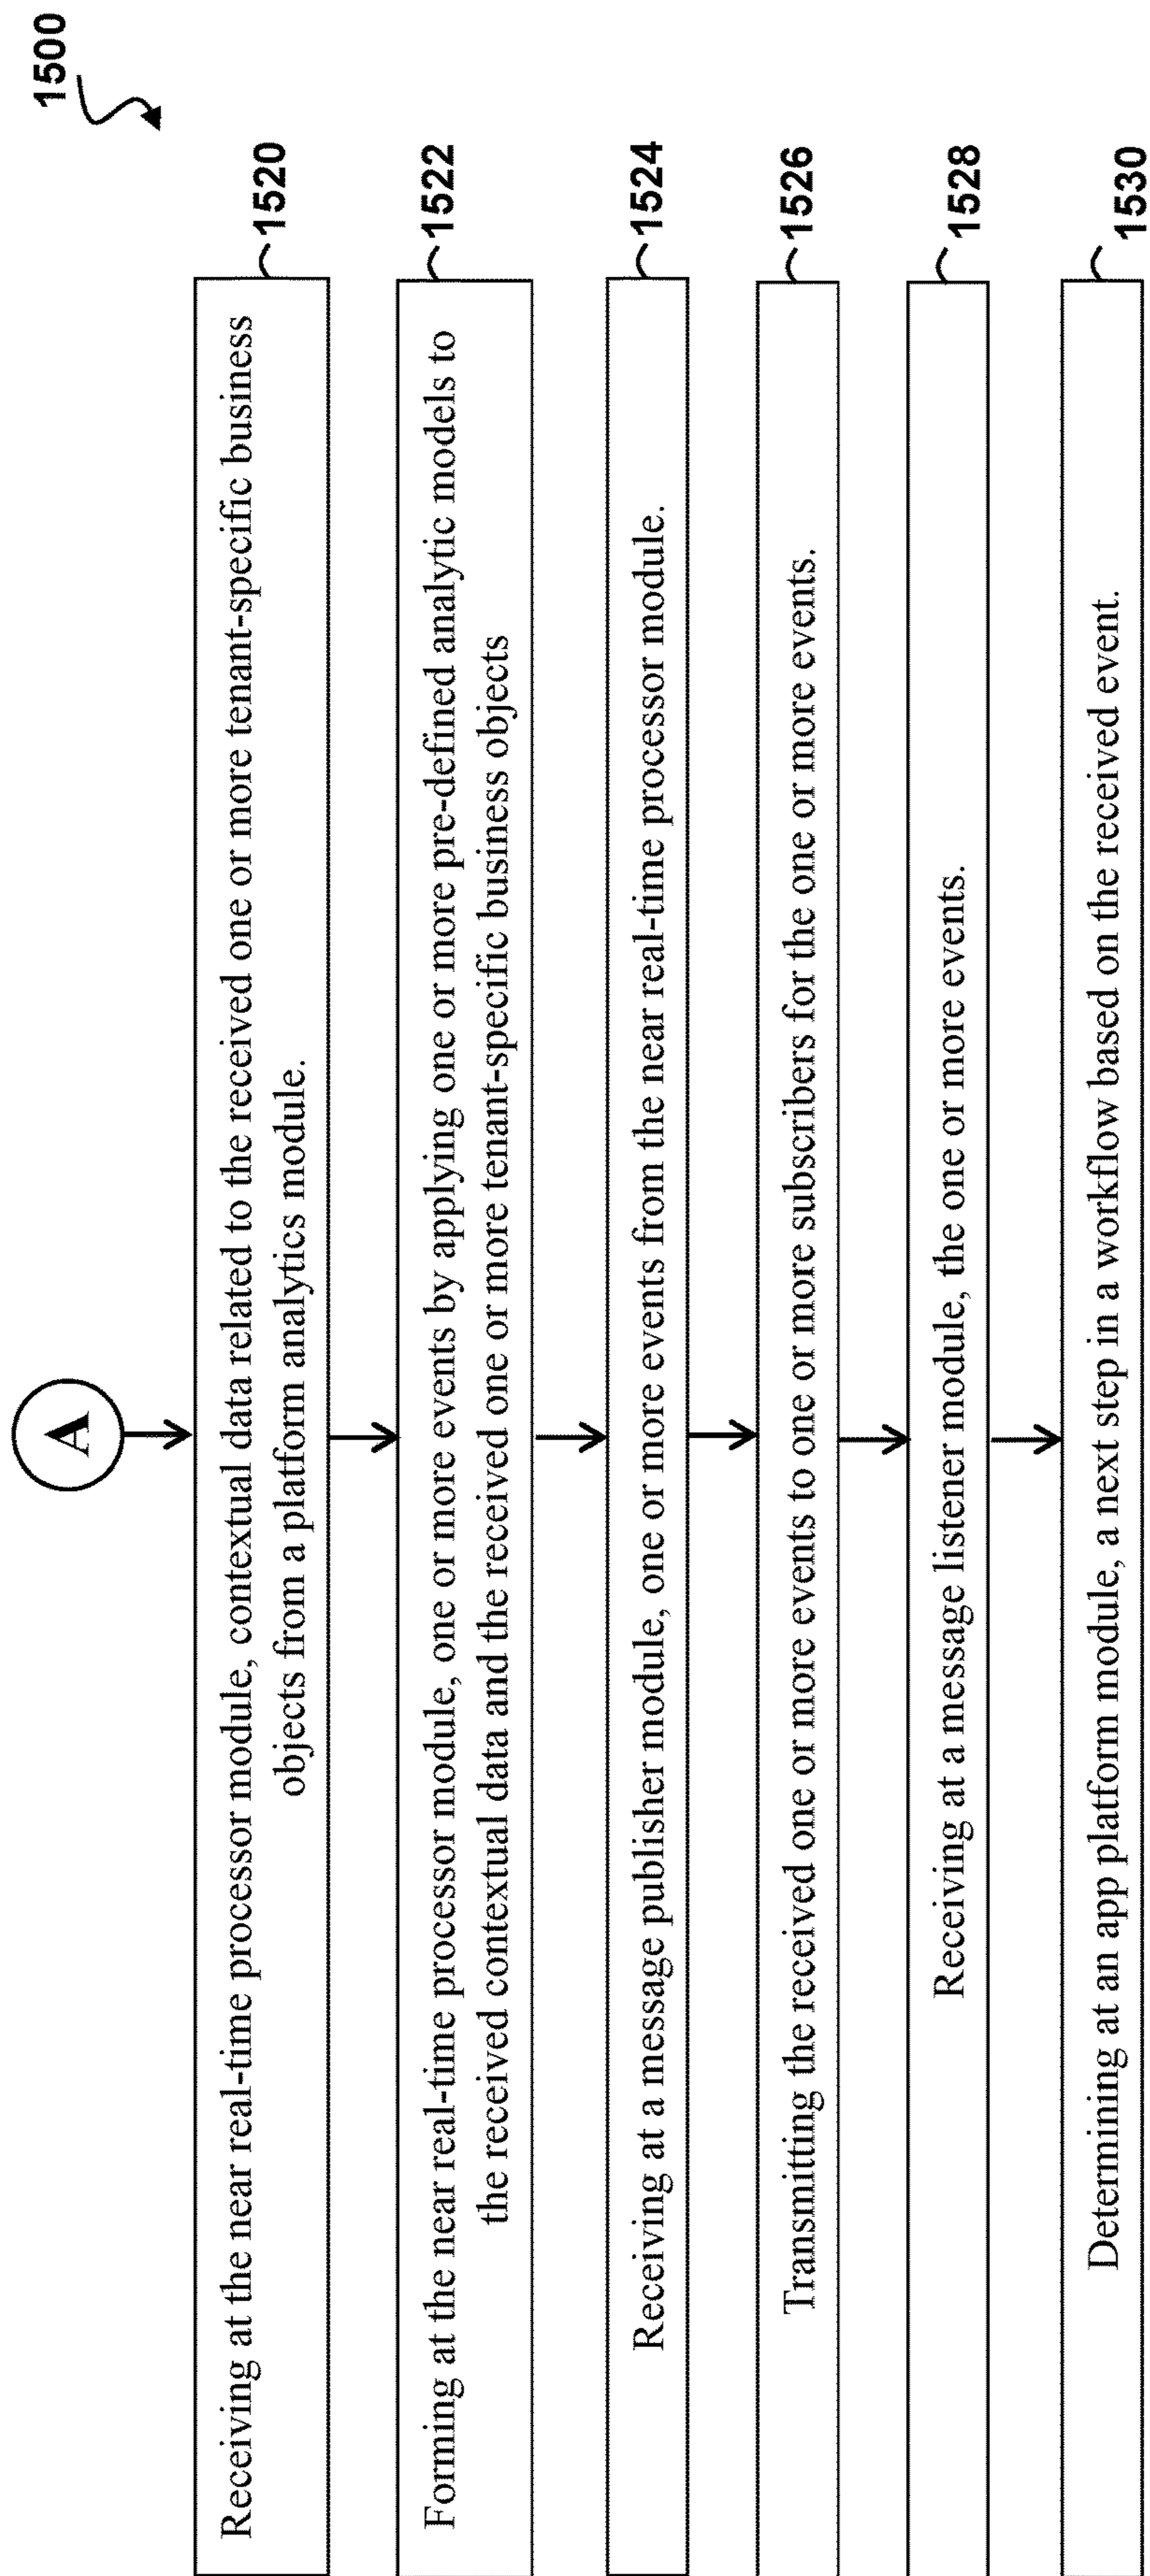 1500
A
Receiving at the near real-time processor module, contextual data related to the received one or more tenant-specific business
objects from a platform analytics module.
1520
Forming at the near real-time processor module, one or more events by applying one or more pre-defined analytic models to
the received contextual data and the received one or more tenant-specific business objects
1522
Receiving at a message publisher module, one or more events from the near real-time processor module.
1524
Transmitting the received one or more events to one or more subscribers for the one or more events.
1526
Receiving at a message listener module, the one or more events.
1528
Determining at an app platform module, a next step in a workflow based on the received event.
1530